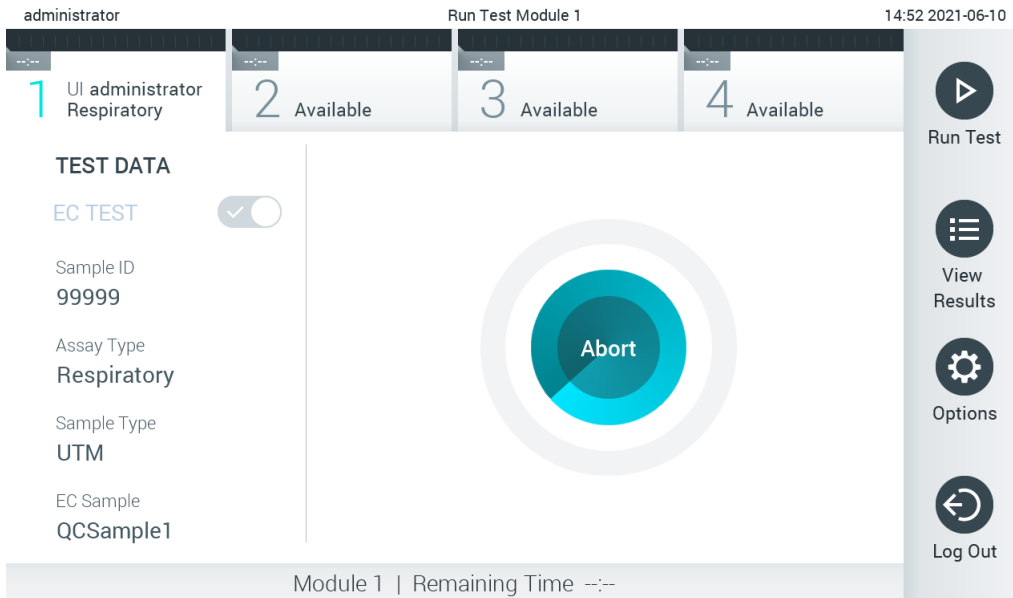 administrator
Run Test Module 1
14:52 2021-06-10
--:--
--:--
--:--
--:--
1
UI administrator
Respiratory
2 Available
3 Available
4 Available
Run Test
View
Results
Options
Log Out
TEST DATA
EC TEST
Sample ID
99999
Assay Type
Respiratory
Sample Type
UTM
EC Sample
QCSample1
Abort
Module 1 | Remaining Time --:--